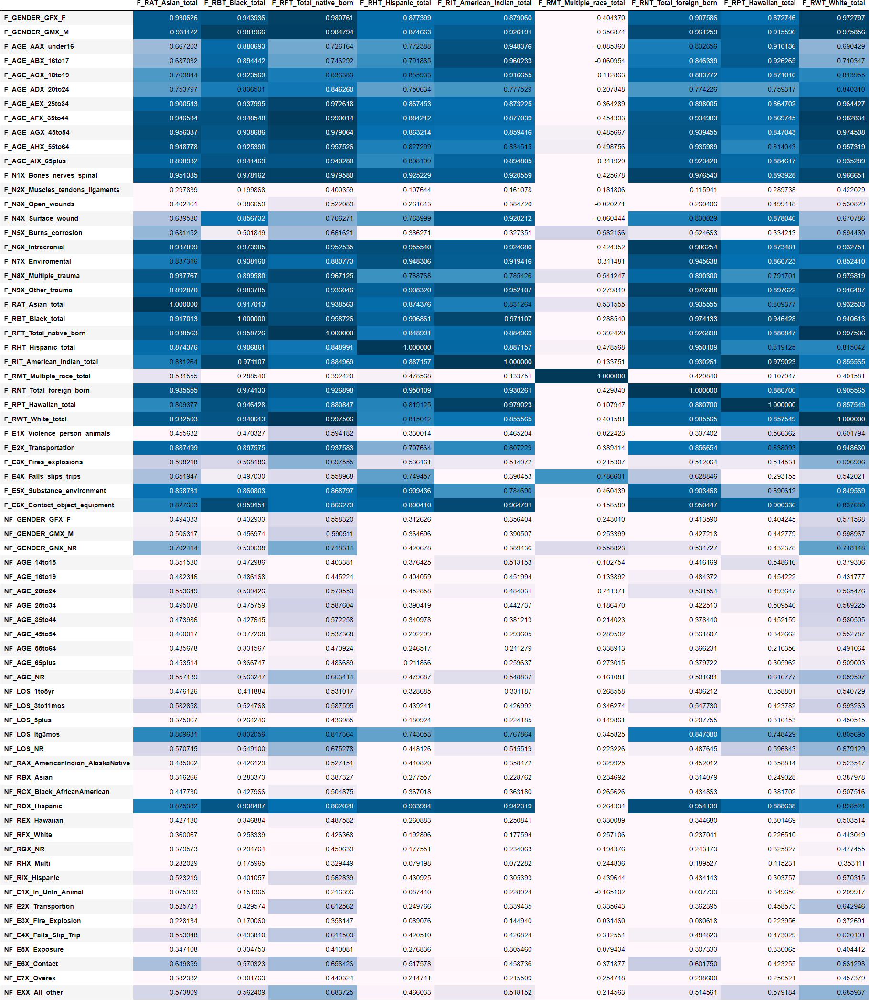 F_RAT_Asian_total F_RBT_Black_total F_RFT_Total_native_born F_RHT_Hispanic_total F_RIT_American_indian_total F_RMT_Multiple_race_total F_RNT_Total_foreign_born F_RPT_Hawaiian_total F_RWT_White_total
F_GENDER_GFX_F 0.930626 0.943936 0.980761 0.877399 0.879060 0.404370 0.907586 0.872746 0.972797
F_GENDER_GMX_M 0.931122 0.981966 0.984794 0.874663 0.926191 0.356874 0.961259 0.915596 0.975856
F_AGE_AAX_under16 0.667203 0.880693 0.726164 0.772388 0.948376 -0.085360 0.832656 0.910136 0.690429
F_AGE_ABX_16to17 0.687032 0.894442 0.746292 0.791885 0.960233 -0.060954 0.846339 0.926265 0.710347
F_AGE_ACX_18to19 0.769844 0.923569 0.836383 0.835933 0.916655 0.112863 0.883772 0.871010 0.813955
F_AGE_ADX_20to24 0.753797 0.836501 0.846260 0.750634 0.777529 0.207848 0.774226 0.759317 0.840310
F_AGE_AEX_25to34 0.900543 0.937995 0.972618 0.867453 0.873225 0.364289 0.898005 0.864702 0.964427
F_AGE_AFX_35to44 0.946584 0.948548 0.990014 0.884212 0.877039 0.454393 0.934983 0.869745 0.982834
F_AGE_AGX_45to54 0.956337 0.938686 0.979064 0.863214 0.859416 0.485667 0.939455 0.847043 0.974508
F_AGE_AHX_55to64 0.948778 0.925390 0.957526 0.827299 0.834515 0.498756 0.935989 0.814043 0.957319
F_AGE_AIX_65plus 0.898932 0.941469 0.940280 0.808199 0.894805 0.311929 0.923420 0.884617 0.935289
F_N1X_Bones_nerves_spinal 0.951385 0.978162 0.979580 0.925229 0.920559 0.425678 0.976543 0.893928 0.966651
F_N2X_Muscles_tendons_ligaments 0.297839 0.199868 0.400359 0.107644 0.161078 0.181806 0.115941 0.289738 0.422029
F_N3X_Open_wounds 0.402461 0.386659 0.522089 0.261643 0.384720 -0.020271 0.260406 0.499418 0.530829
F_N4X_Surface_wound 0.639580 0.856732 0.706271 0.763999 0.920212 -0.060444 0.830029 0.878040 0.670786
F_N5X_Burns_corrosion 0.681452 0.501849 0.661621 0.386271 0.327351 0.582166 0.524663 0.334213 0.694430
F_N6X_Intracranial 0.937899 0.973905 0.952535 0.955540 0.924680 0.424352 0.986254 0.873481 0.932751
F_N7X_Enviromental 0.837316 0.938160 0.880773 0.948306 0.919416 0.311481 0.945638 0.860723 0.852410
F_N8X_Multiple_trauma 0.937767 0.899580 0.967125 0.788768 0.785426 0.541247 0.890300 0.791701 0.975819
F_N9X_Other_trauma 0.892870 0.983785 0.936046 0.908320 0.952107 0.279819 0.976688 0.897622 0.916487
F_RAT_Asian_total 1.000000 0.917013 0.938563 0.874376 0.831264 0.531555 0.935555 0.809377 0.932503
F_RBT_Black_total 0.917013 1.000000 0.958726 0.906861 0.971107 0.288540 0.974133 0.946428 0.940613
F_RFT_Total_native_born 0.938563 0.958726 1.000000 0.848991 0.884969 0.392420 0.926898 0.880847 0.997506
F_RHT_Hispanic_total 0.874376 0.906861 0.848991 1.000000 0.887157 0.478568 0.950109 0.819125 0.815042
F_RIT_American_indian_total 0.831264 0.971107 0.884969 0.887157 1.000000 0.133751 0.930261 0.979023 0.855565
F_RMT_Multiple_race_total 0.531555 0.288540 0.392420 0.478568 0.133751 1.000000 0.429840 0.107947 0.401581
F_RNT_Total_foreign_born 0.935555 0.974133 0.926898 0.950109 0.930261 0.429840 1.000000 0.880700 0.905565
F_RPT_Hawaiian_total 0.809377 0.946428 0.880847 0.819125 0.979023 0.107947 0.880700 1.000000 0.857549
F_RWT_White_total 0.932503 0.940613 0.997506 0.815042 0.855565 0.401581 0.905565 0.857549 1.000000
F_E1X_Violence_person_animals 0.455632 0.470327 0.594182 0.330014 0.465204 -0.022423 0.337402 0.566362 0.601794
F_E2X_Transportation 0.887499 0.897575 0.937583 0.707664 0.807229 0.389414 0.856654 0.838093 0.948630
F_E3X_Fires_explosions 0.598218 0.568186 0.697555 0.536161 0.514972 0.215307 0.512064 0.514531 0.696906
F_E4X_Falls_slips_trips 0.651947 0.497030 0.558968 0.749457 0.390453 0.786601 0.628846 0.293155 0.542021
F_E5X_Substance_environment 0.858731 0.860803 0.868797 0.909436 0.784690 0.460439 0.903468 0.690612 0.849569
F_E6X_Contact_object_equipment 0.827663 0.959151 0.866273 0.890410 0.964791 0.158589 0.950447 0.900330 0.837680
NF_GENDER_GFX_F 0.494333 0.432933 0.558320 0.312626 0.356404 0.243010 0.413590 0.404245 0.571568
NF_GENDER_GMX_M 0.506317 0.456974 0.590511 0.364696 0.390507 0.253399 0.427218 0.442779 0.598967
NF_GENDER_GNX_NR 0.702414 0.539698 0.718314 0.420678 0.389436 0.558823 0.534727 0.432378 0.748148
NF_AGE_14to15 0.351580 0.472986 0.403381 0.376425 0.513153 -0.102754 0.416169 0.548616 0.379306
NF_AGE_16to19 0.482346 0.486168 0.445224 0.404059 0.451994 0.133892 0.484372 0.454222 0.431777
NF_AGE_20to24 0.553649 0.539426 0.570553 0.452858 0.484031 0.211371 0.531554 0.493647 0.565476
NF_AGE_25to34 0.495078 0.475759 0.587604 0.390419 0.442737 0.186470 0.422513 0.509540 0.589225
NF_AGE_35to44 0.473986 0.427645 0.572258 0.340978 0.381213 0.214023 0.378440 0.452159 0.580505
NF_AGE_45to54 0.460017 0.377268 0.537368 0.292299 0.293605 0.289592 0.361807 0.342662 0.552787
NF_AGE_55to64 0.435678 0.331567 0.470924 0.246517 0.211279 0.338913 0.366231 0.210356 0.491064
NF_AGE_65plus 0.453514 0.366747 0.486689 0.211866 0.259637 0.273015 0.379722 0.305962 0.509003
NF_AGE_NR 0.557139 0.563247 0.663414 0.479687 0.548837 0.161081 0.501681 0.616777 0.659507
NF_LOS_1to5yr 0.476126 0.411884 0.531017 0.328685 0.331187 0.268558 0.406212 0.358801 0.540729
NF_LOS_3to11mos 0.582858 0.524768 0.587595 0.439241 0.426992 0.346274 0.547730 0.423782 0.593263
NF_LOS_5plus 0.325067 0.264246 0.436985 0.180924 0.224185 0.149861 0.207755 0.310453 0.450545
NF_LOS_ltg3mos 0.809631 0.832056 0.817364 0.743053 0.767864 0.345825 0.847380 0.748429 0.805695
NF_LOS_NR 0.570745 0.549100 0.675278 0.448126 0.515519 0.223226 0.487645 0.596843 0.679129
NF_RAX_AmericanIndian_AlaskaNative 0.485062 0.426129 0.527151 0.440820 0.358472 0.329925 0.452012 0.358814 0.523547
NF_RBX_Asian 0.316266 0.283373 0.387327 0.277557 0.228762 0.234692 0.314079 0.249028 0.387978
NF_RCX_Black_AfricanAmerican 0.447730 0.427966 0.504875 0.367018 0.363180 0.265626 0.434863 0.381702 0.507516
NF_RDX_Hispanic 0.825382 0.938487 0.862028 0.933984 0.942319 0.264334 0.954139 0.888638 0.828524
NF_REX_Hawaiian 0.427180 0.346884 0.487582 0.260883 0.250841 0.330089 0.344680 0.301469 0.503514
NF_RFX_White 0.360067 0.258339 0.426368 0.192896 0.177594 0.257106 0.237041 0.226510 0.443049
NF_RGX_NR 0.379573 0.294764 0.459639 0.177551 0.234063 0.194376 0.243173 0.325827 0.477455
NF_RHX_Multi 0.282029 0.175965 0.329449 0.079198 0.072282 0.244836 0.189527 0.115231 0.353111
NF_RIX_Hispanic 0.523219 0.401057 0.562839 0.430925 0.305393 0.439644 0.434143 0.303757 0.570315
NF_E1X_In_UnIn_Animal 0.075983 0.151365 0.216396 0.087440 0.228924 -0.165102 0.037733 0.349650 0.209917
NF_E2X_Transportion 0.525721 0.429574 0.612562 0.249766 0.339435 0.335643 0.362395 0.458573 0.642946
NF_E3X_Fire_Explosion 0.228134 0.170060 0.358147 0.089076 0.144940 0.031460 0.080618 0.223956 0.372691
NF_E4X_Falls_Slip_Trip 0.553948 0.493810 0.614503 0.420510 0.426824 0.312554 0.484823 0.473029 0.620191
NF_E5X_Exposure 0.347108 0.334753 0.410081 0.276836 0.305460 0.079434 0.307333 0.330065 0.404412
NF_E6X_Contact 0.649859 0.570323 0.658426 0.517578 0.458736 0.371877 0.601750 0.423255 0.661298
NF_E7X_Overex 0.382382 0.301763 0.440324 0.214741 0.215509 0.254718 0.298600 0.250521 0.457379
NF_EXX_All_other 0.573809 0.562409 0.683725 0.466033 0.518152 0.214563 0.514561 0.579184 0.685937